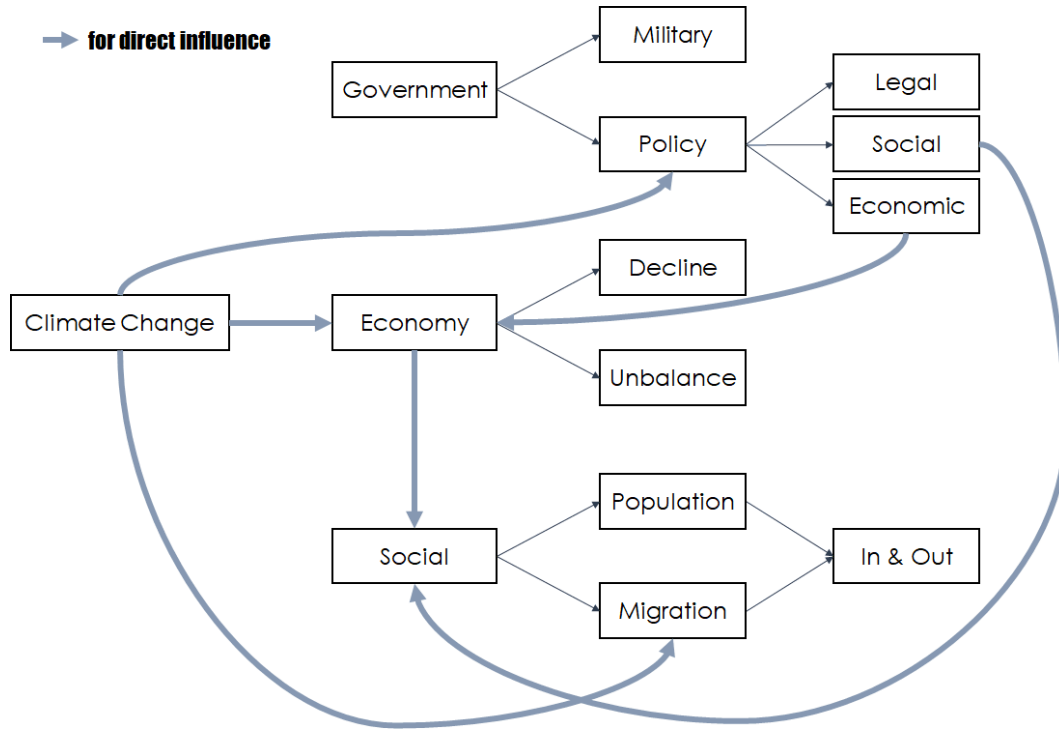 for direct influence
Military
Government
Legal
Policy
Social
Economic
Decline
Climate Change
Economy
Unbalance
Population
Social
In & Out
Migration